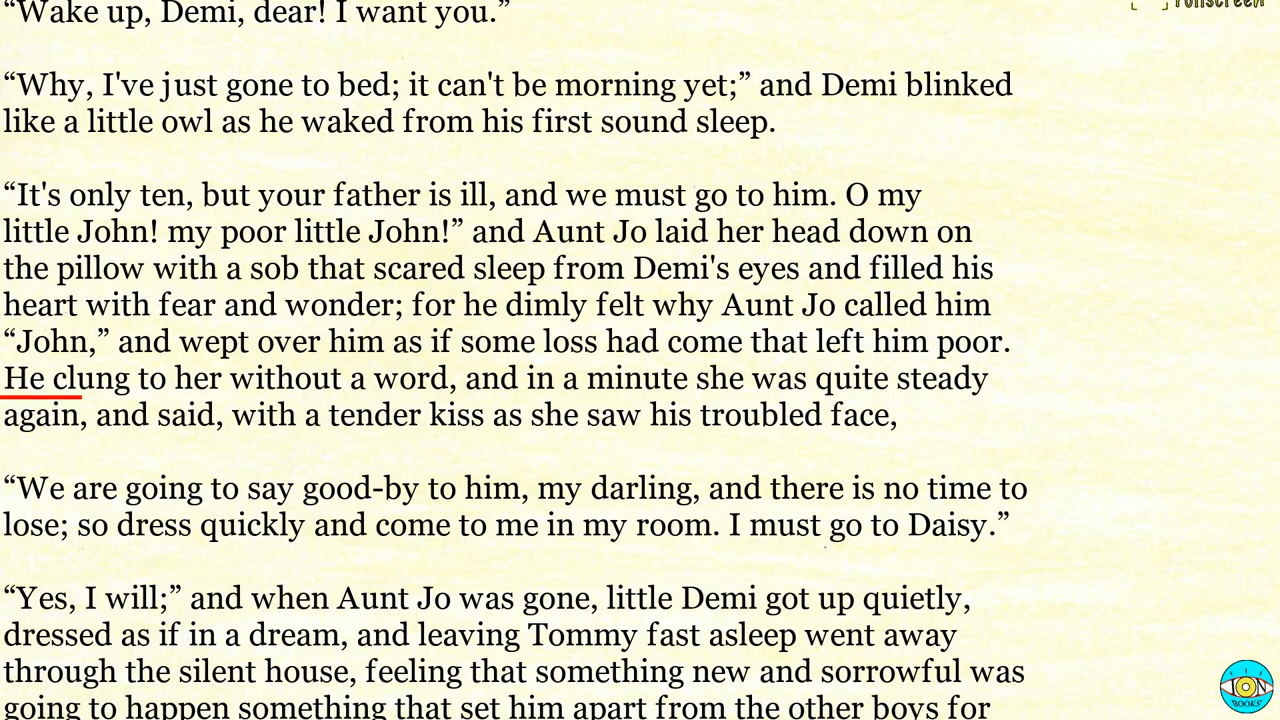 “Wake up, Demi, dear! I want you.”
“Why, I've just gone to bed; it can't be morning yet;” and Demi blinked
like a little owl as he waked from his first sound sleep.
“It's only ten, but your father is ill, and we must go to him. O my
little John! my poor little John!” and Aunt Jo laid her head down on
the pillow with a sob that scared sleep from Demi's eyes and filled his
heart with fear and wonder; for he dimly felt why Aunt Jo called him
“John,” and wept over him as if some loss had come that left him poor.
He clung to her without a word, and in a minute she was quite steady
again, and said, with a tender kiss as she saw his troubled face,
“We are going to say good-by to him, my darling, and there is no time to
lose; so dress quickly and come to me in my room. I must go to Daisy.”
“Yes, I will;” and when Aunt Jo was gone, little Demi got up quietly,
dressed as if in a dream, and leaving Tommy fast asleep went away
through the silent house, feeling that something new and sorrowful was
going to happen something that set him apart from the other boys for
ION
BOOKS